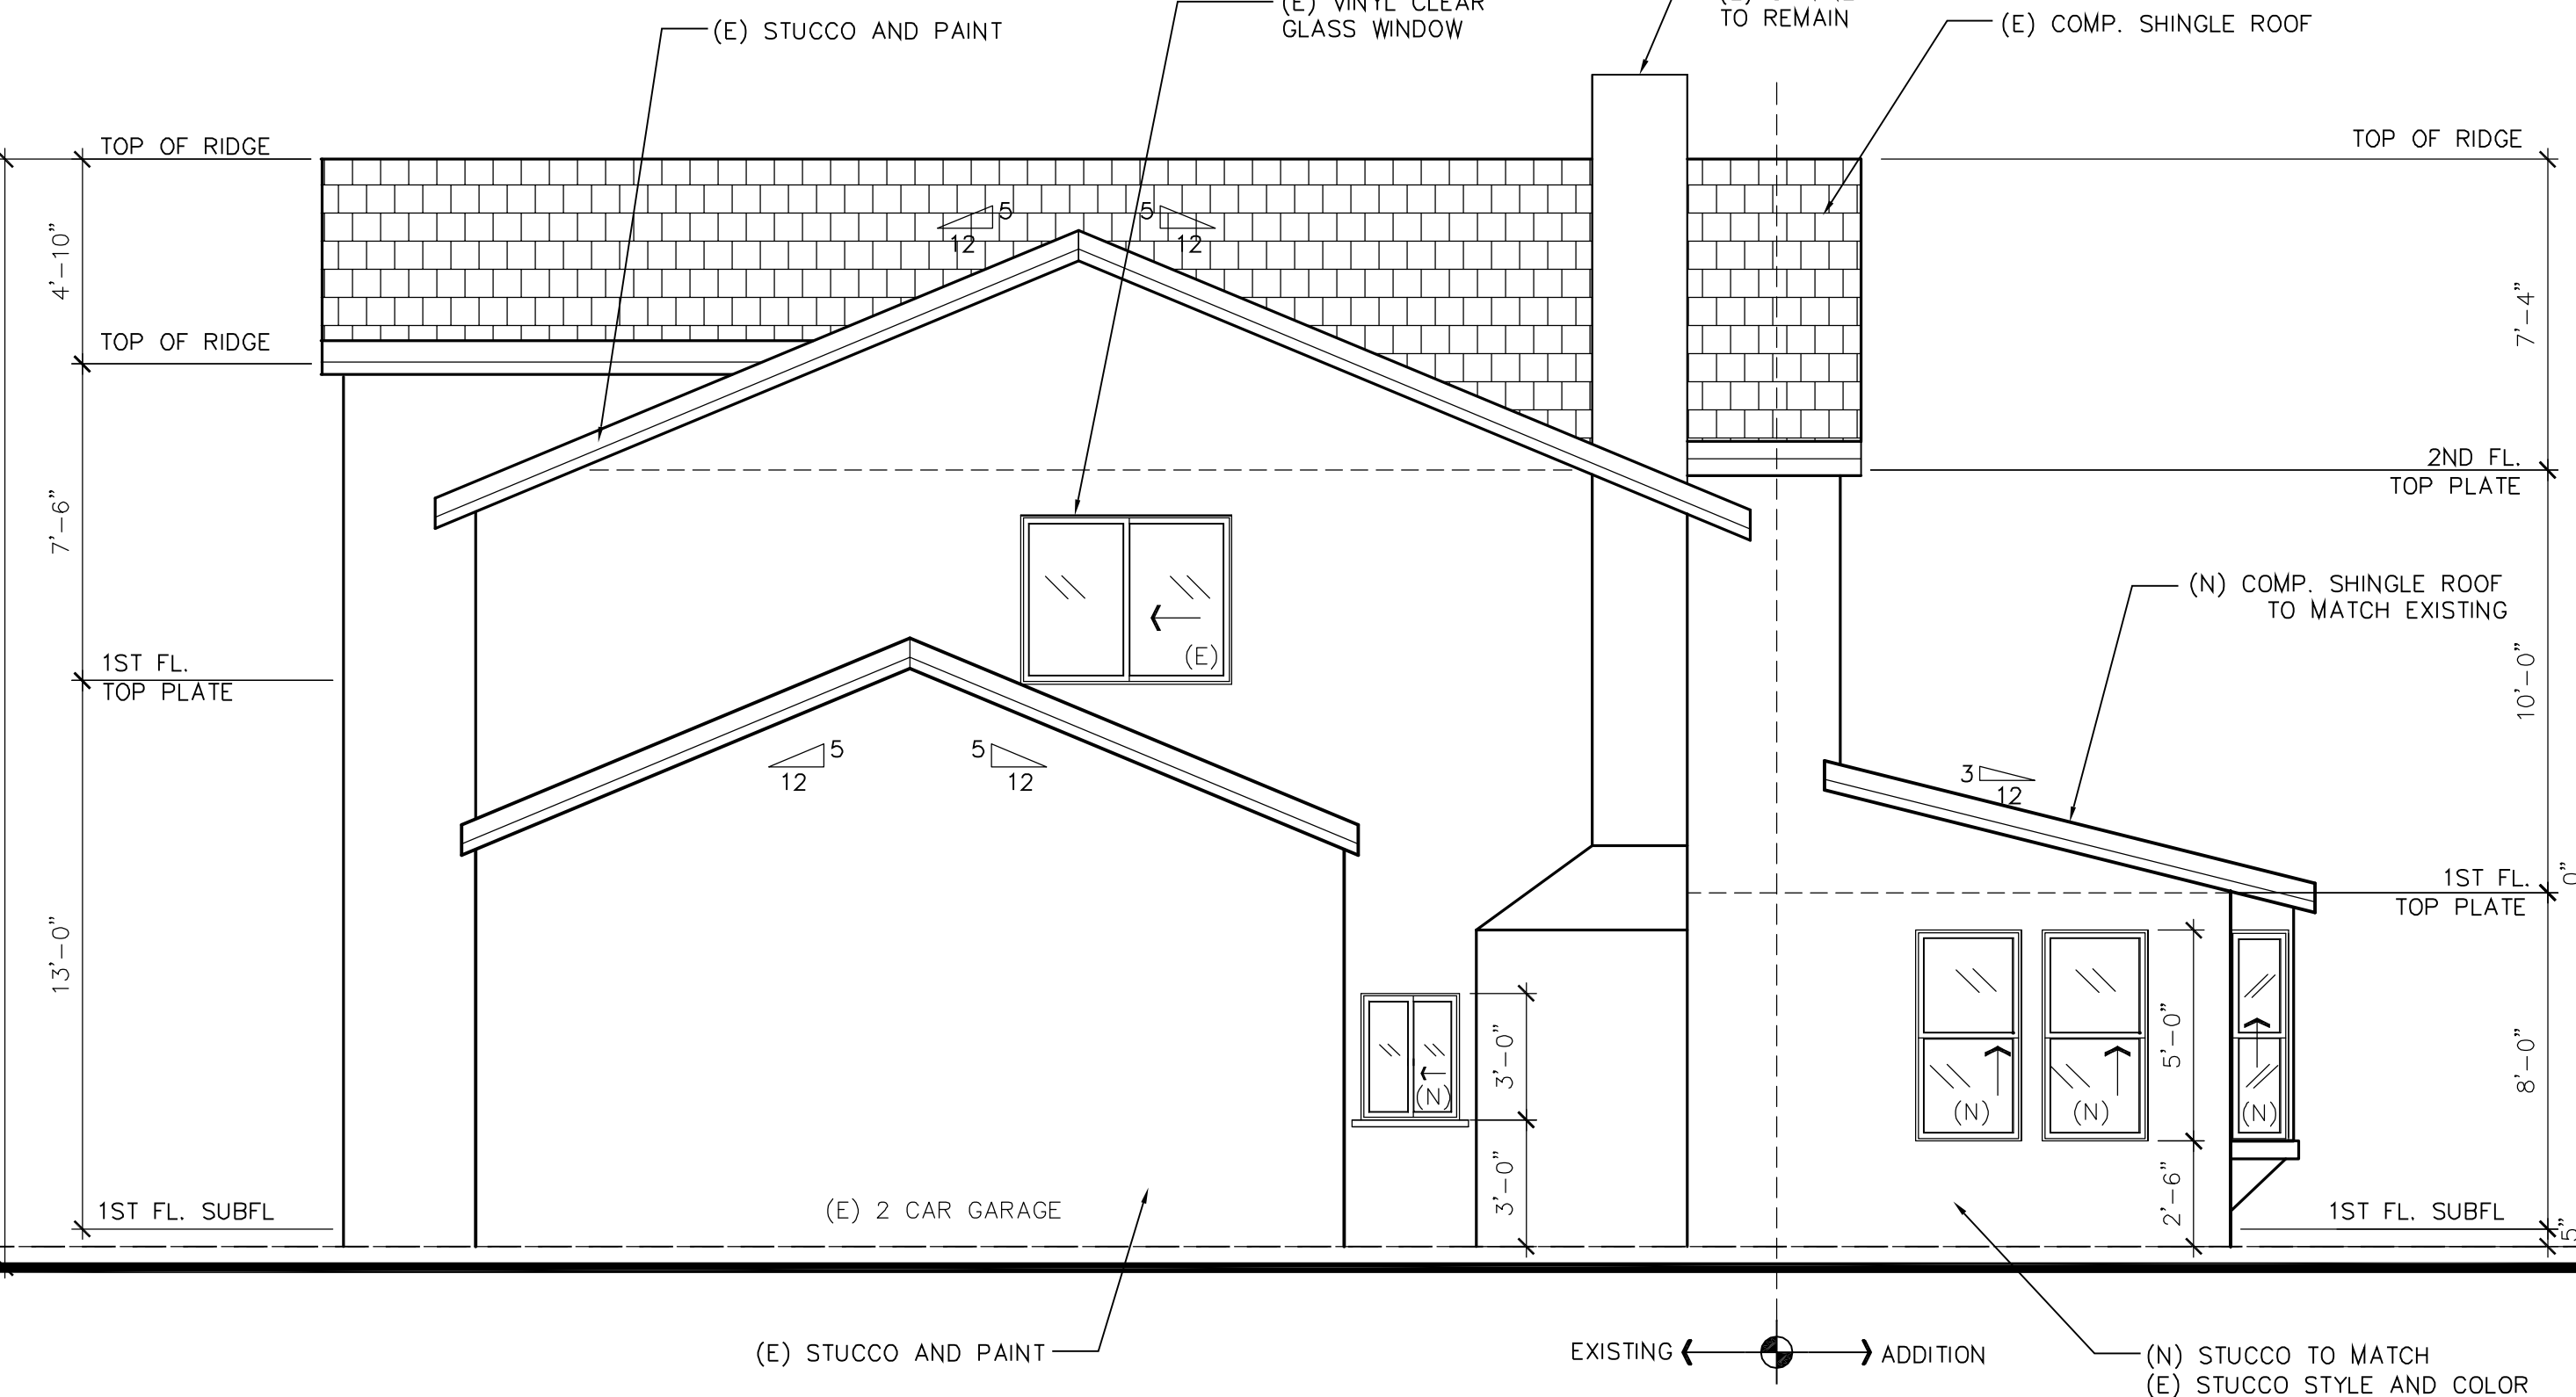 (E) VINYL CLEAR
GLASS WINDOW
(E) STUCCO AND PAINT
TO REMAIN
(E) COMP. SHINGLE ROOF
TOP OF RIDGE
TOP OF RIDGE
5
12
5
12
4'-10"
7'-4"
TOP OF RIDGE
2ND FL.
TOP PLATE
7'-6"
(N) COMP. SHINGLE ROOF
TO MATCH EXISTING
(E)
1ST FL.
TOP PLATE
10'-0"
5
12
5
12
3
12
1ST FL.
TOP PLATE
0"
13'-0"
3'-0"
5'-0"
8'-0"
(N)
(N)
(N)
(N)
3'-0"
2'-6"
1ST FL. SUBFL
(E) 2 CAR GARAGE
1ST FL. SUBFL
5"
(E) STUCCO AND PAINT
EXISTING
ADDITION
(N) STUCCO TO MATCH
(E) STUCCO STYLE AND COLOR